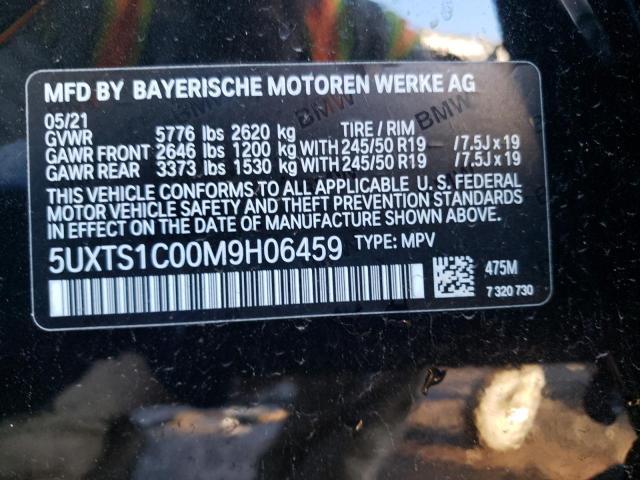 MFD BY BAYERISCHE MOTOREN WERKE AG
05/21
GVWR 5776 lbs 2620 kg TIRE / RIM
GAWR FRONT 2646 lbs 1200 kg WITH 245/50 R19 /7.5J x 19
GAWR REAR 3373 lbs 1530 kg WITH 245/50 R19 /7.5J x 19
THIS VEHICLE CONFORMS TO ALL APPLICABLE U. S. FEDERAL
MOTOR VEHICLE SAFETY AND THEFT PREVENTION STANDARDS
IN EFFECT ON THE DATE OF MANUFACTURE SHOWN ABOVE.
5UXTS1C00M9H06459 TYPE: MPV
475M
7 320 730
BMW
BMW
BMW